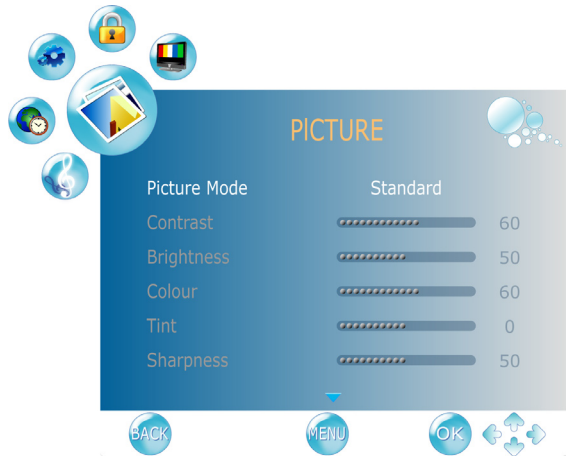 PICTURE
Picture Mode Standard
Contrast 60
Brightness 50
Colour 60
Tint 0
Sharpness 50
BACK MENU OK